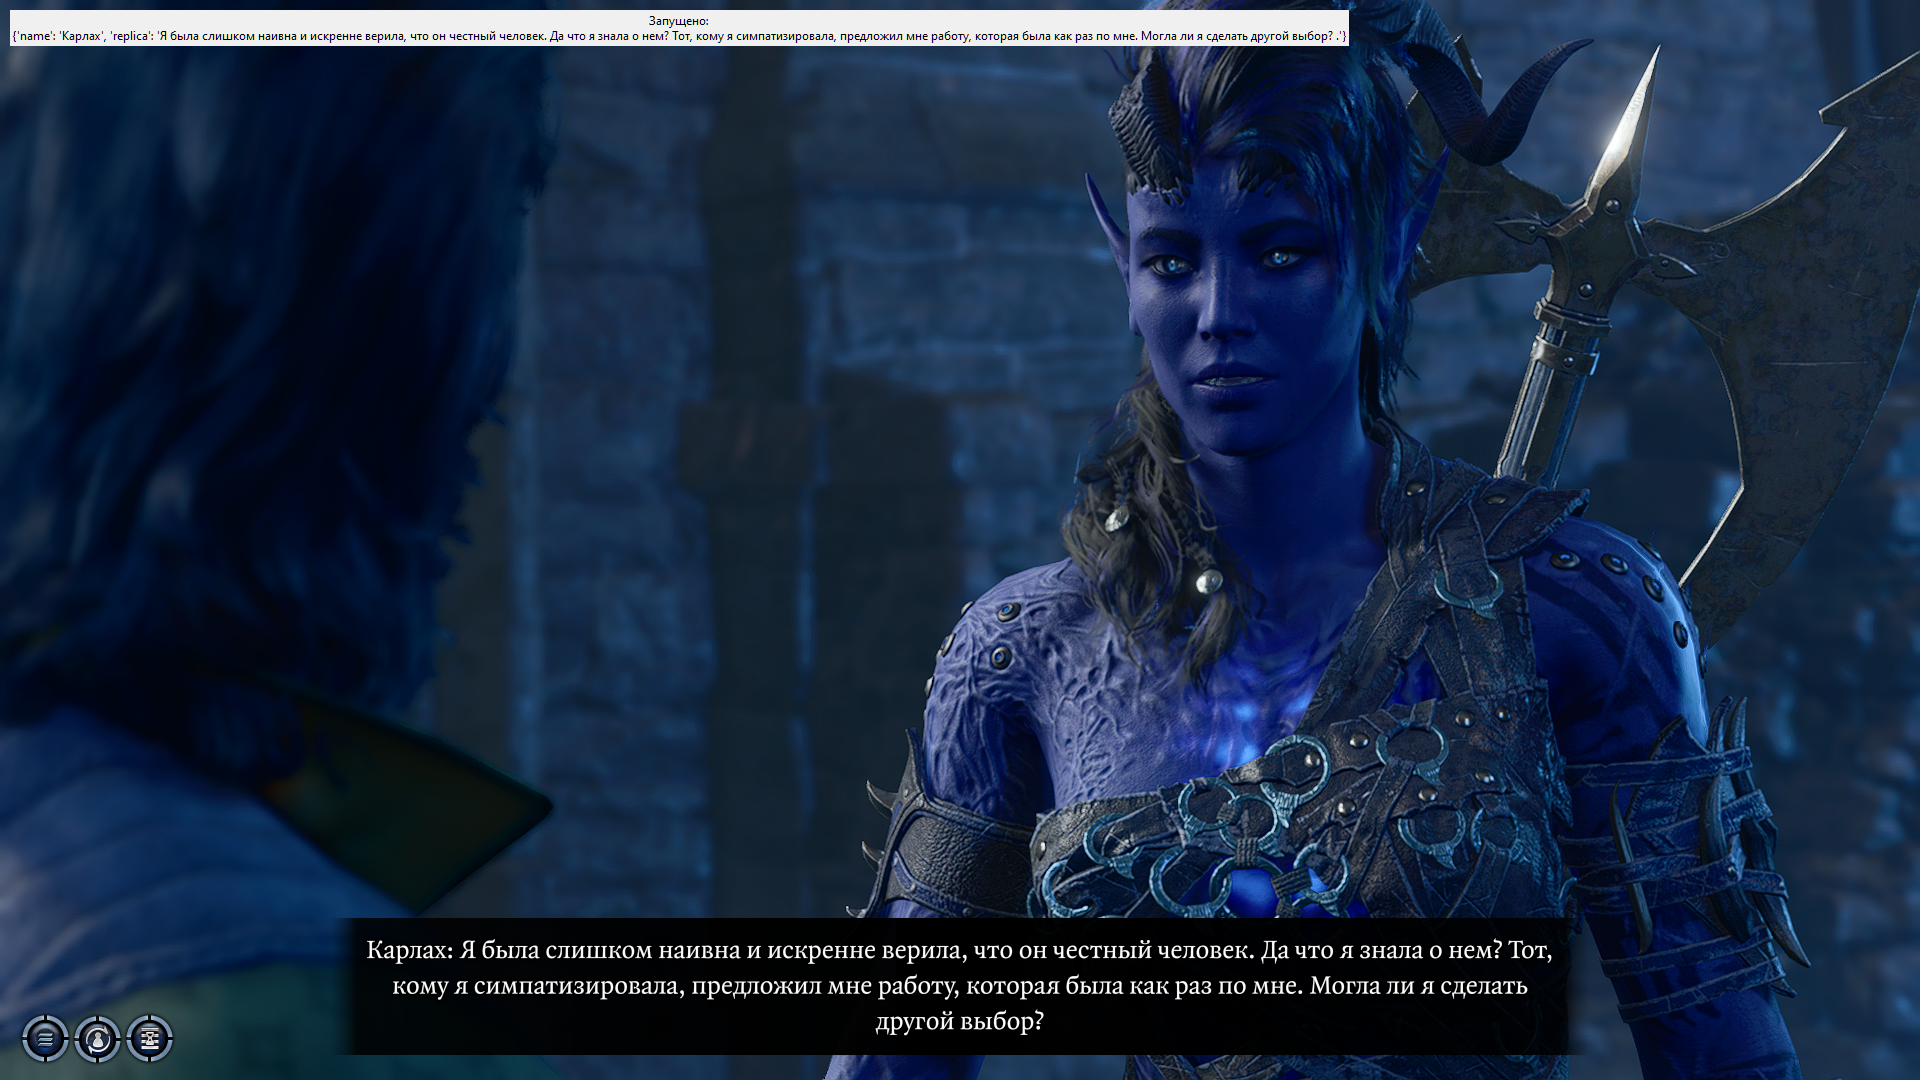 Запущено:
{'name': 'Карлах', 'replica': 'Я была слишком наивна и искренне верила, что он честный человек. Да что я знала о нем? Тот, кому я симпатизировала, предложил мне работу, которая была как раз по мне. Могла ли я сделать другой выбор? .'}
Карлах: Я была слишком наивна и искренне верила, что он честный человек. Да что я знала о нем? Тот,
кому я симпатизировала, предложил мне работу, которая была как раз по мне. Могла ли я сделать
другой выбор?